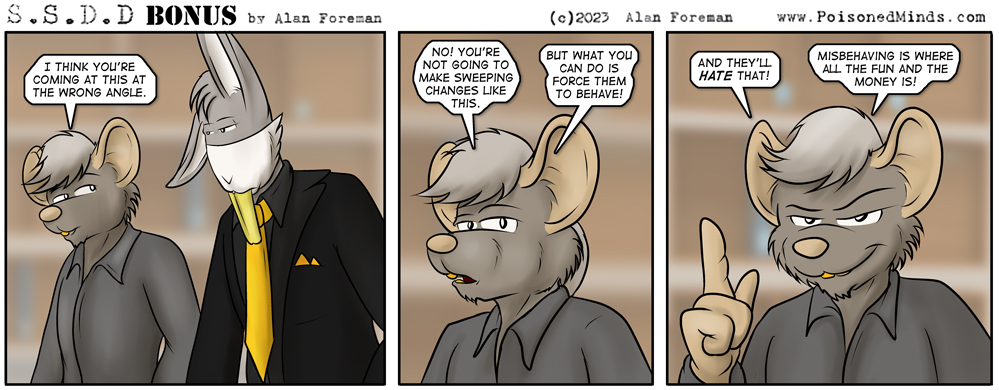 S.S.D.D BONUS by Alan Foreman (c)2023 Alan Foreman www.PoisonedMinds.com
I THINK YOU'RE
COMING AT THIS AT
THE WRONG ANGLE.
NO! YOU'RE
NOT GOING TO
MAKE SWEEPING
CHANGES LIKE
THIS.
BUT WHAT YOU
CAN DO IS
FORCE THEM
TO BEHAVE!
AND THEY'LL
HATE THAT!
MISBEHAVING IS WHERE
ALL THE FUN AND THE
MONEY IS!